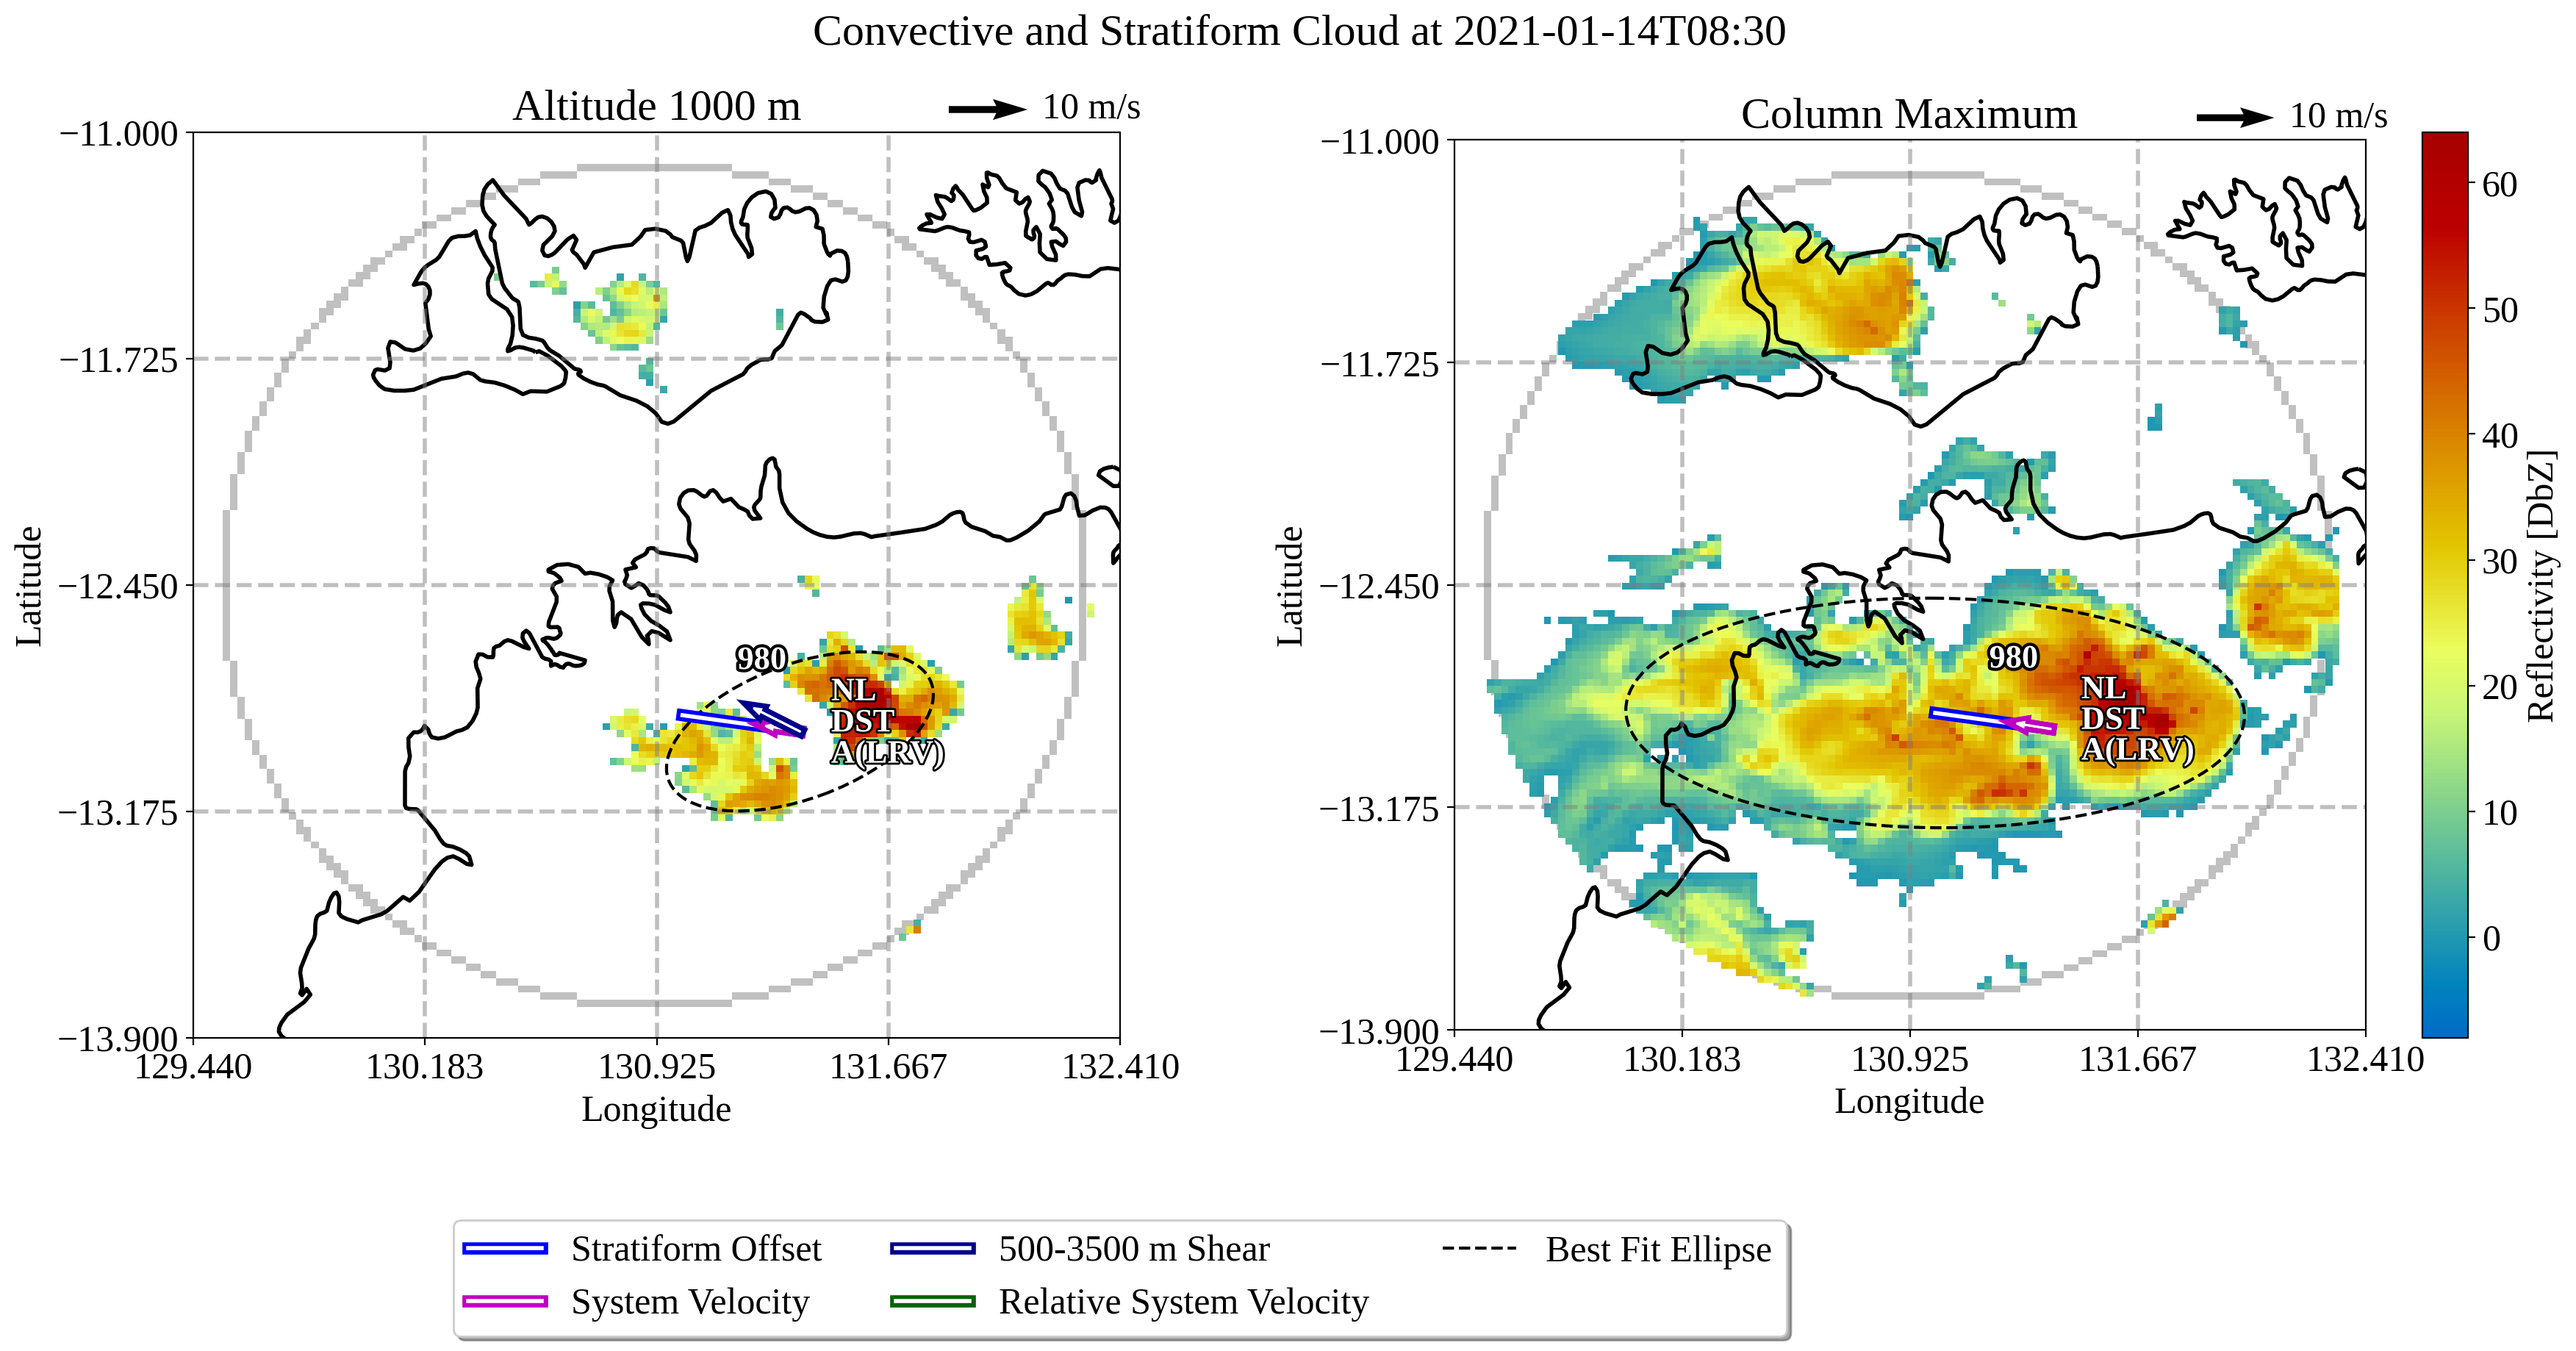 Convective and Stratiform Cloud at 2021-01-14T08:30
Altitude 1000 m
10 m/s
−11.000
−11.725
−12.450
−13.175
−13.900
Latitude
129.440
130.183
130.925
131.667
132.410
Longitude
980
NL
DST
A(LRV)
Column Maximum
10 m/s
−11.000
−11.725
−12.450
−13.175
−13.900
Latitude
129.440
130.183
130.925
131.667
132.410
Longitude
980
NL
DST
A(LRV)
60
50
40
30
20
10
0
Reflectivity [DbZ]
Stratiform Offset
System Velocity
500-3500 m Shear
Relative System Velocity
Best Fit Ellipse